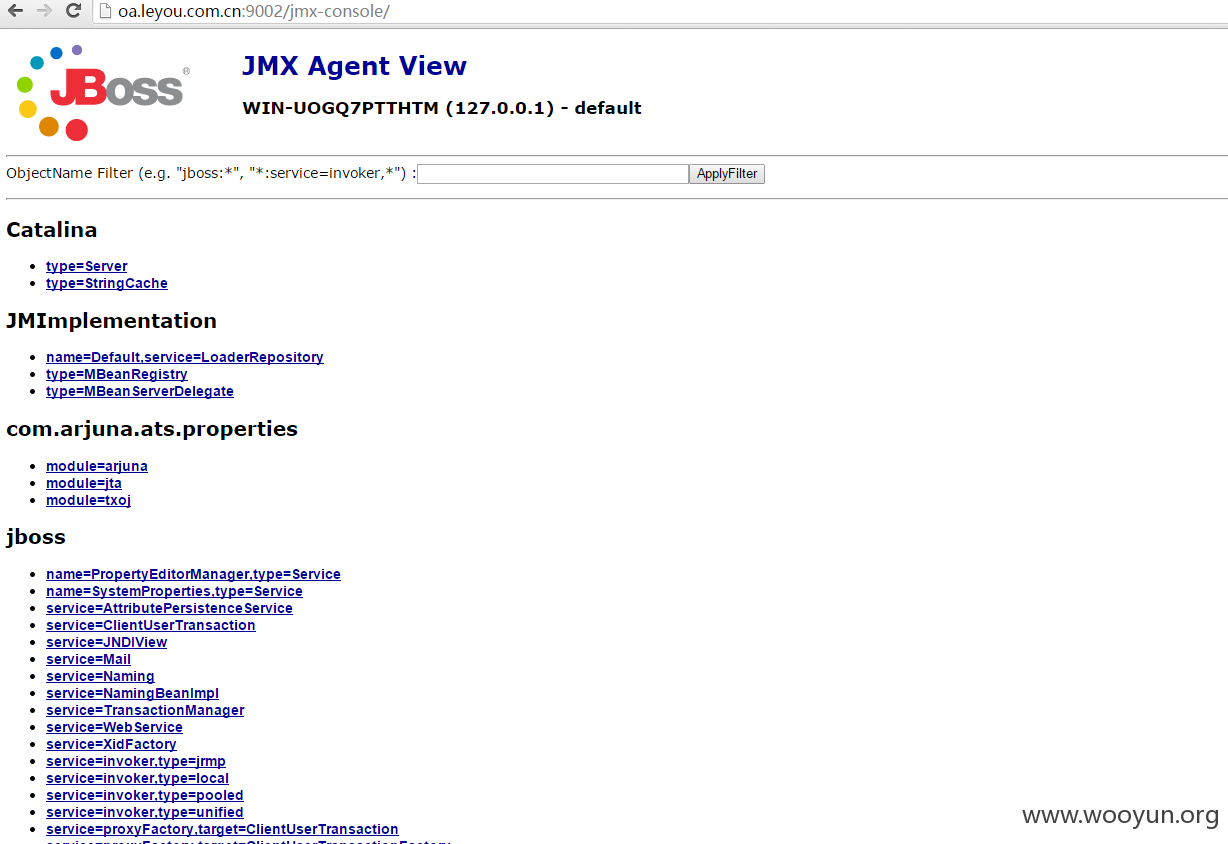 oa.leyou.com.cn:9002/jmx-console/
JBoss®
JMX Agent View
WIN-UOGQ7PTTHTM (127.0.0.1) - default
ObjectName Filter (e.g. "jboss:*", "*:service=invoker,*") : ApplyFilter
Catalina
type=Server
type=StringCache
JMImplementation
name=Default,service=LoaderRepository
type=MBeanRegistry
type=MBeanServerDelegate
com.arjuna.ats.properties
module=arjuna
module=jta
module=txoj
jboss
name=PropertyEditorManager,type=Service
name=SystemProperties,type=Service
service=AttributePersistenceService
service=ClientUserTransaction
service=JNDIView
service=Mail
service=Naming
service=NamingBeanImpl
service=TransactionManager
service=WebService
service=XidFactory
service=invoker,type=jrmp
service=invoker,type=local
service=invoker,type=pooled
service=invoker,type=unified
service=proxyFactory,target=ClientUserTransaction
service=proxyFactory,target=ClientUserTransactionFactory
www.wooyun.org